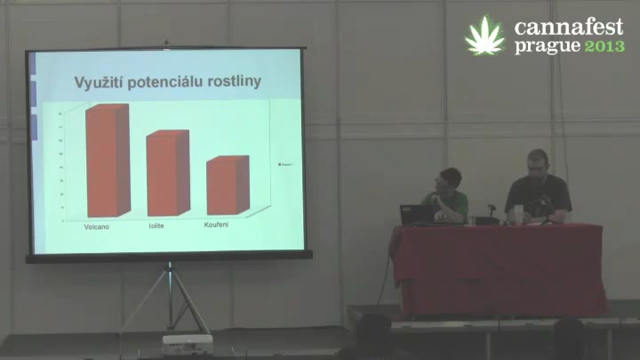 cannafest
prague 2013
Využití potenciálu rostliny
Volcano
Iolite
Kouření